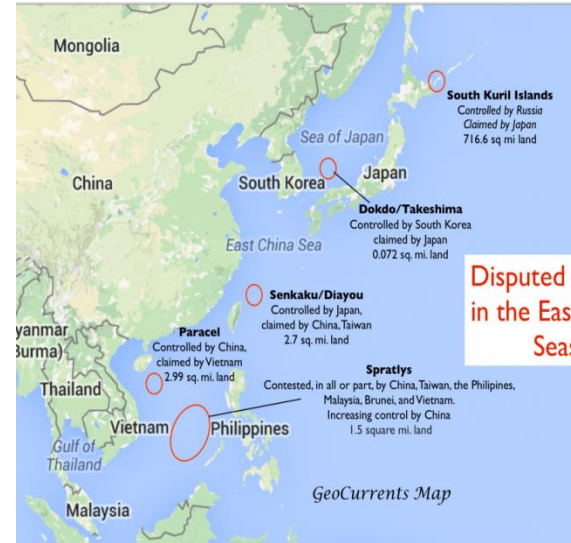 Mongolia
South Kuril Islands
Controlled by Russia
Claimed by Japan
716.6 sq mi land
Sea of Japan
China
South Korea
Japan
Dokdo/Takeshima
Controlled by South Korea
claimed by Japan
0.072 sq. mi. land
East China Sea
Disputed
in the Eas
Seas
Senkaku/Diayou
Controlled by Japan,
claimed by China, Taiwan
2.7 sq. mi. land
yanmar
Burma)
Paracel
Controlled by China,
claimed by Vietnam
2.99 sq. mi. land
Spratlys
Contested, in all or part, by China, Taiwan, the Philipines,
Malaysia, Brunei, and Vietnam.
Increasing control by China
1.5 square mi. land
Thailand
Vietnam
Philippines
Gulf of
Thailand
GeoCurrents Map
Malaysia